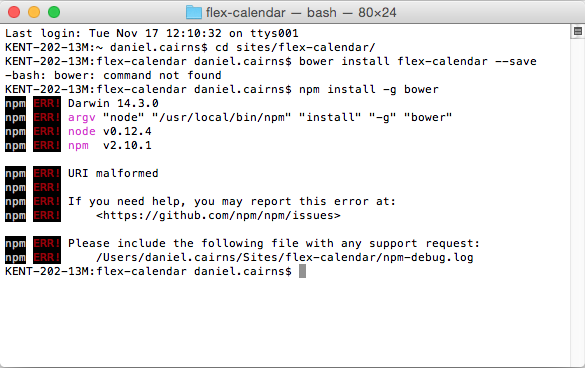 flex-calendar — bash — 80×24
Last login: Tue Nov 17 12:10:32 on ttys001
KENT-202-13M:~ daniel.cairns$ cd sites/flex-calendar/
KENT-202-13M:flex-calendar daniel.cairns$ bower install flex-calendar --save
-bash: bower: command not found
KENT-202-13M:flex-calendar daniel.cairns$ npm install -g bower
npm ERR! Darwin 14.3.0
npm ERR! argv "node" "/usr/local/bin/npm" "install" "-g" "bower"
npm ERR! node v0.12.4
npm ERR! npm  v2.10.1
npm ERR! URI malformed
npm ERR!
npm ERR! If you need help, you may report this error at:
npm ERR!     <https://github.com/npm/npm/issues>
npm ERR! Please include the following file with any support request:
npm ERR!     /Users/daniel.cairns/Sites/flex-calendar/npm-debug.log
KENT-202-13M:flex-calendar daniel.cairns$